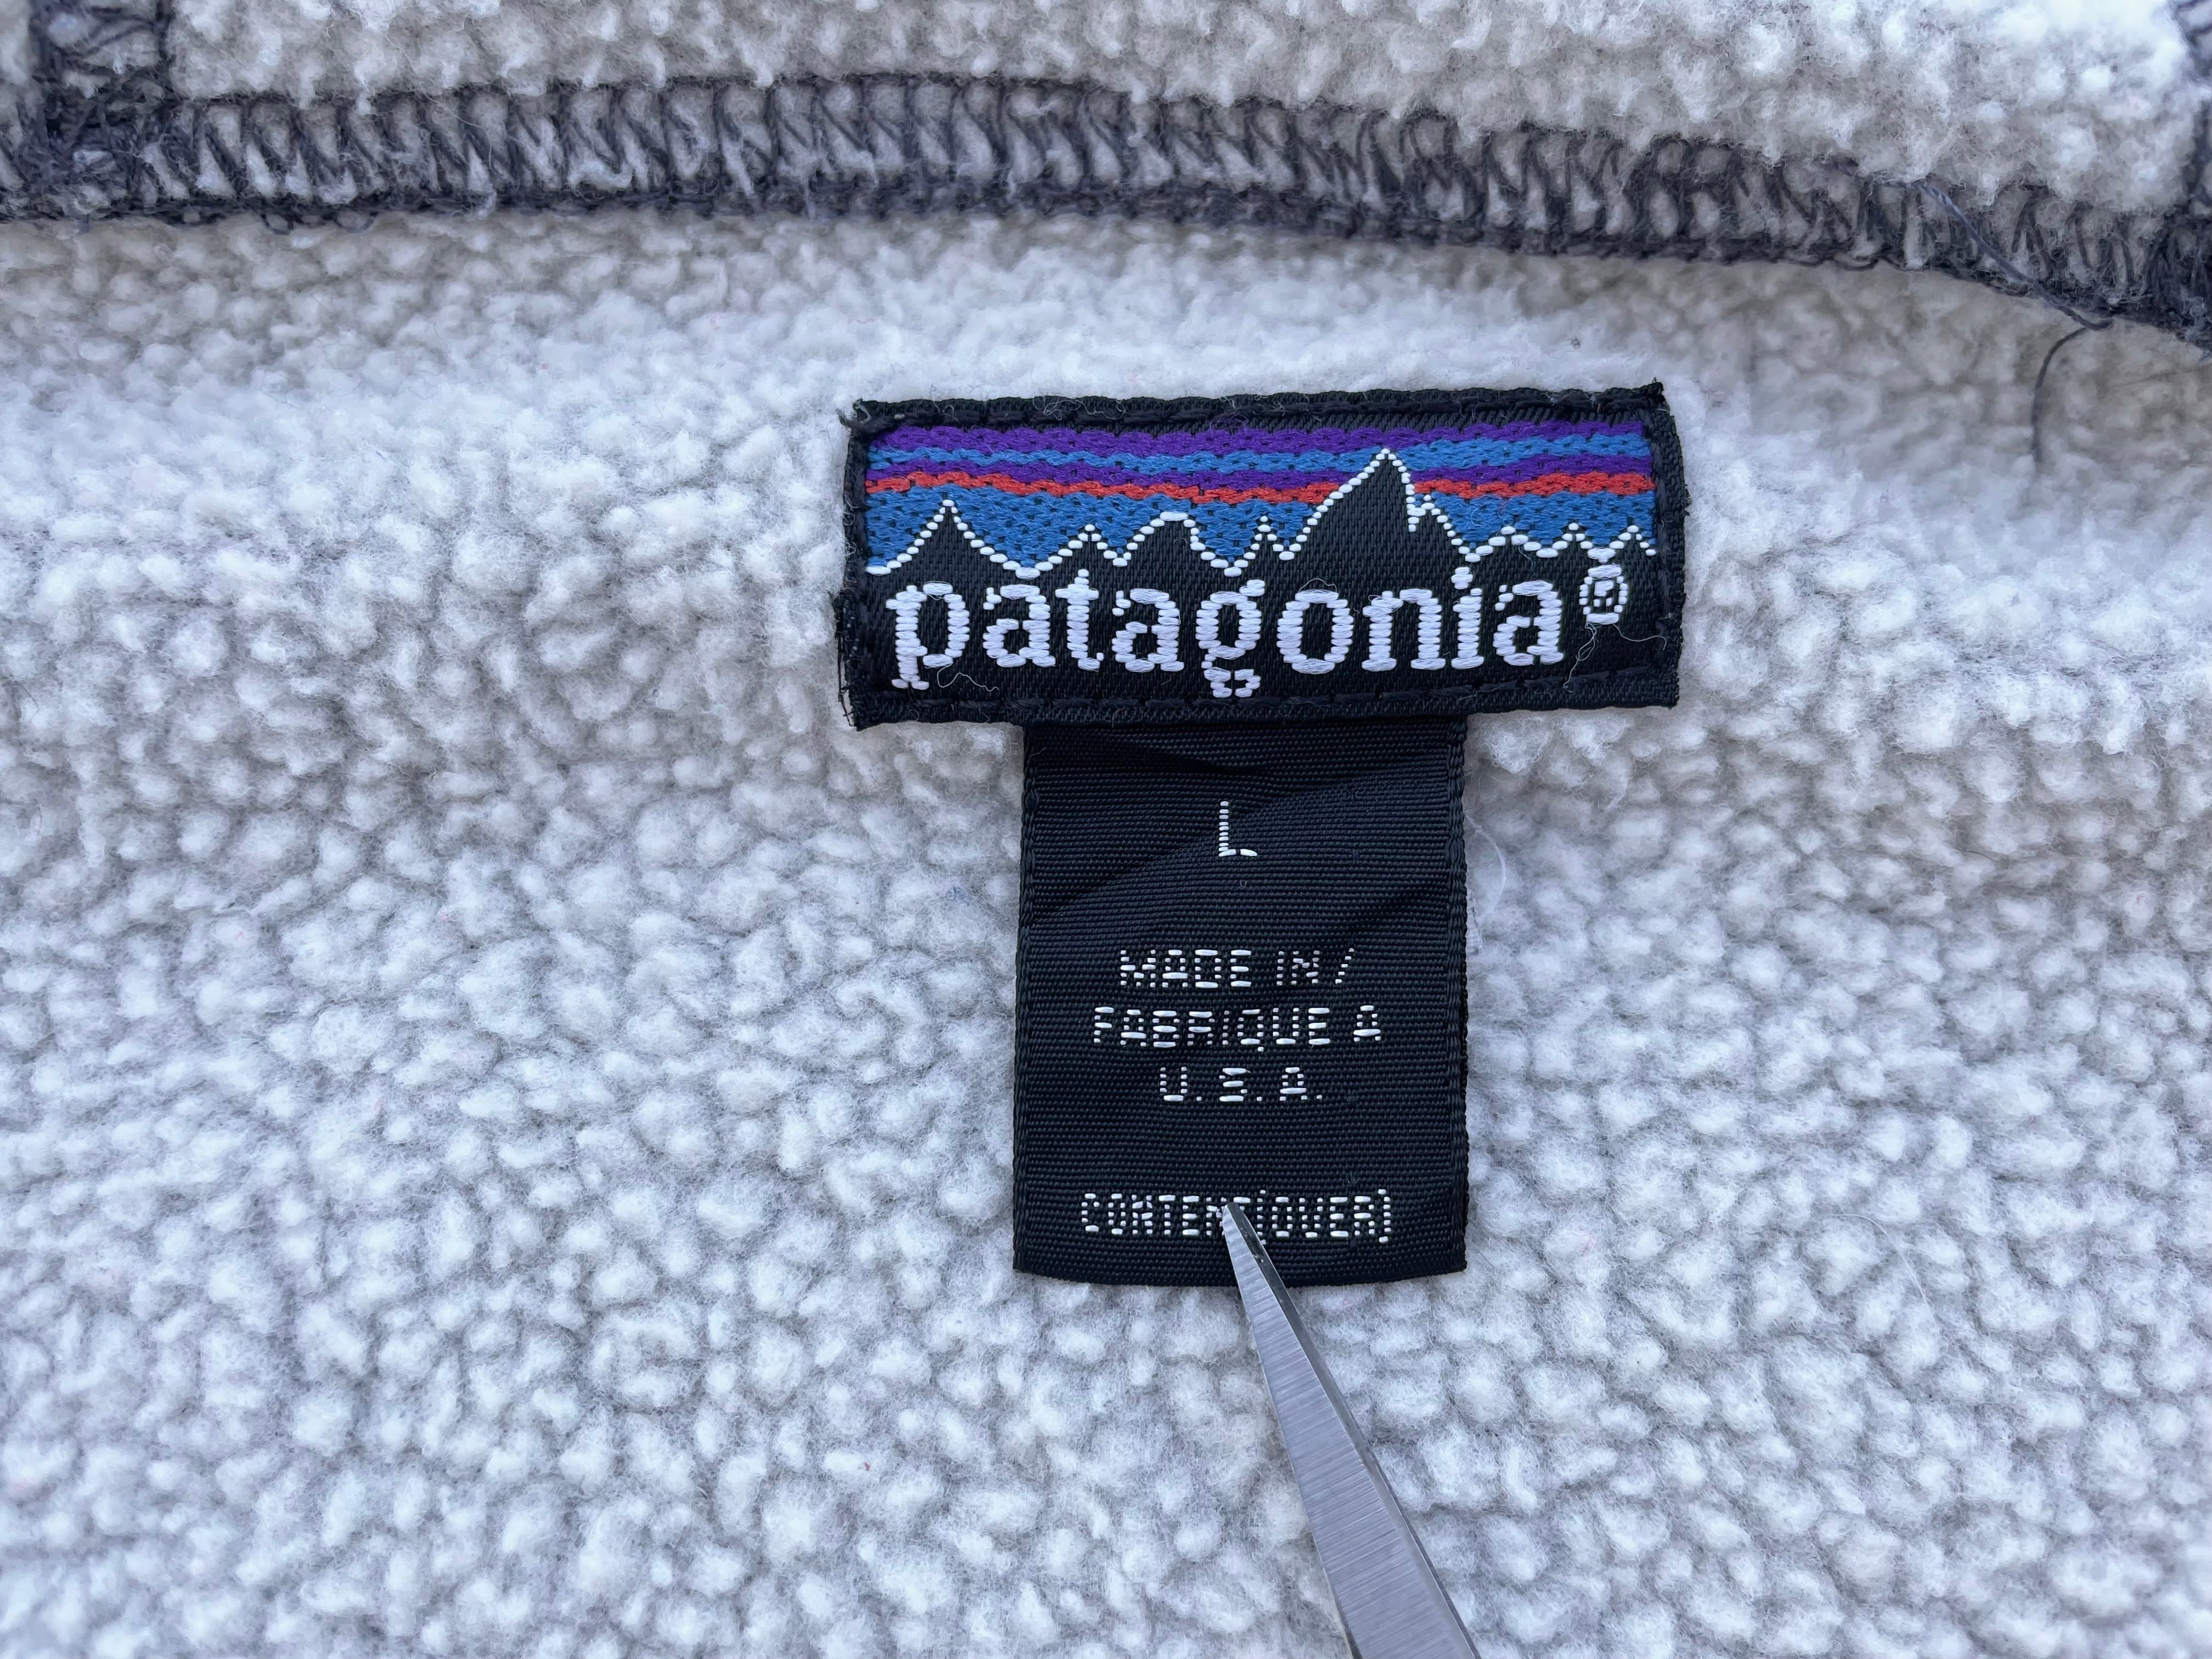 patagonia®
L
MADE IN/
FABRIQUE A
U.S.A.
CONTENT(OVER)